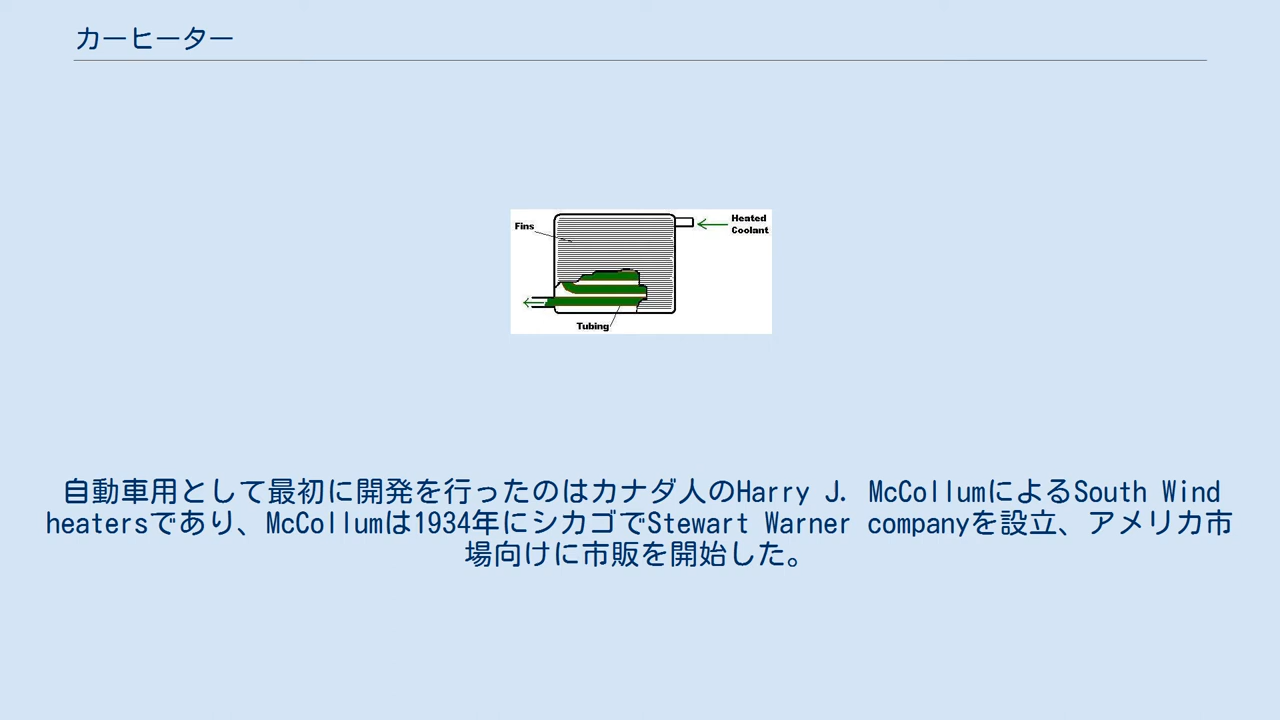 カーヒーター
Fins
Heated
Coolant
Tubing
自動車用として最初に開発を行ったのはカナダ人のHarry J. McCollumによるSouth Wind
heatersであり、McCollumは1934年にシカゴでStewart Warner companyを設立、アメリカ市
場向けに市販を開始した。